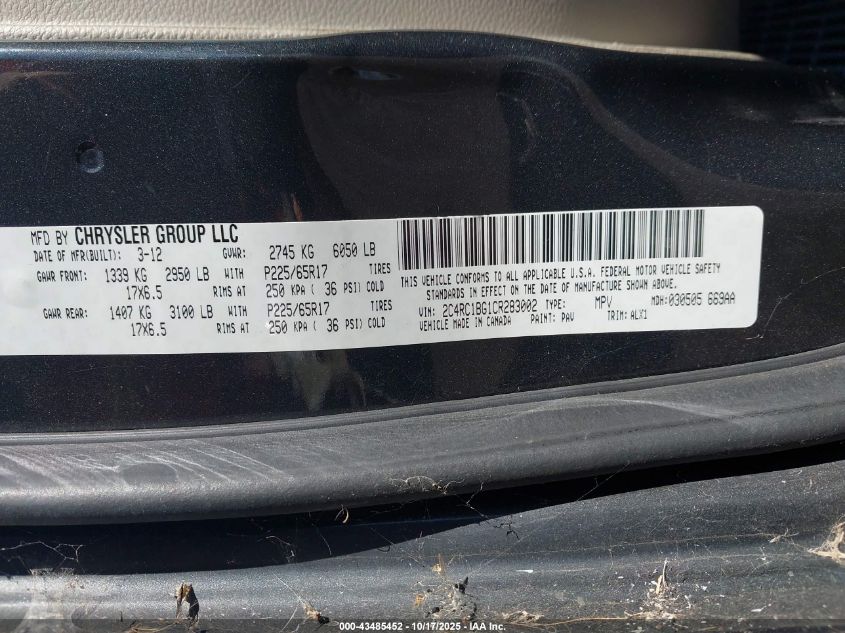 MFD BY CHRYSLER GROUP LLC
DATE OF MFR(BUILT): 3-12 GVWR: 2745 KG 6050 LB
GAWR FRONT: 1339 KG 2950 LB WITH P225/65R17 TIRES
17X6.5 RIMS AT 250 KPA ( 36 PSI) COLD
GAWR REAR: 1407 KG 3100 LB WITH P225/65R17 TIRES
17X6.5 RIMS AT 250 KPA ( 36 PSI) COLD
THIS VEHICLE CONFORMS TO ALL APPLICABLE U.S.A. FEDERAL MOTOR VEHICLE SAFETY
STANDARDS IN EFFECT ON THE DATE OF MANUFACTURE SHOWN ABOVE.
VIN: 2C4RC1BG1CR283002 TYPE: MPV MDH: 030505 669AA
VEHICLE MADE IN CANADA PAINT: PAV TRIM: ALX1
000-43485452 - 10/17/2025 - IAA, Inc.